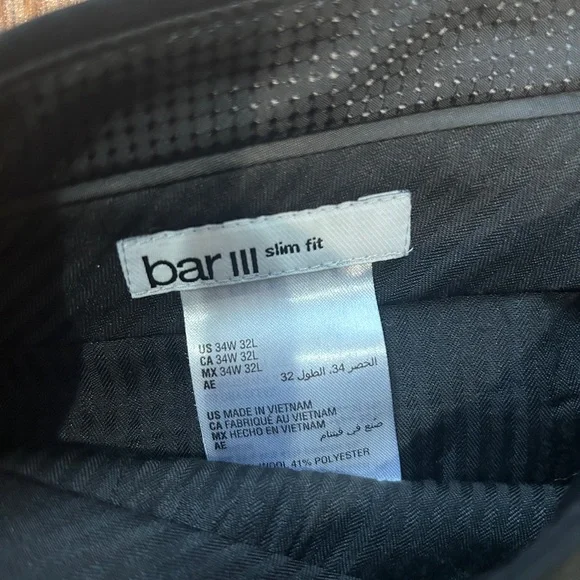 bar III slim fit
US 34W 32L
CA 34W 32L
MX 34W 32L
AE الخصر 34، الطول 32
US MADE IN VIETNAM
CA FABRIQUÉ AU VIETNAM
MX HECHO EN VIETNAM
AE صنع في فيتنام
WOOL 41% POLYESTER